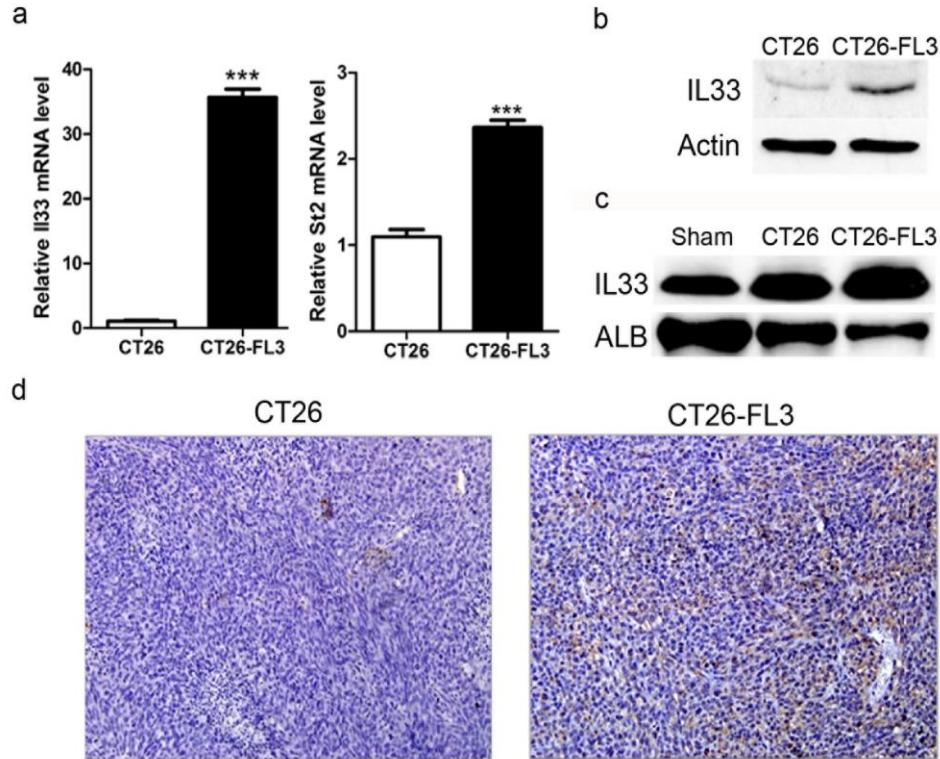 a
Relative Il33 mRNA level
40
30
20
10
0
***
CT26
CT26-FL3
Relative St2 mRNA level
3
2
1
0
***
CT26
CT26-FL3
b
CT26 CT26-FL3
IL33
Actin
c
Sham CT26 CT26-FL3
IL33
ALB
d
CT26
CT26-FL3